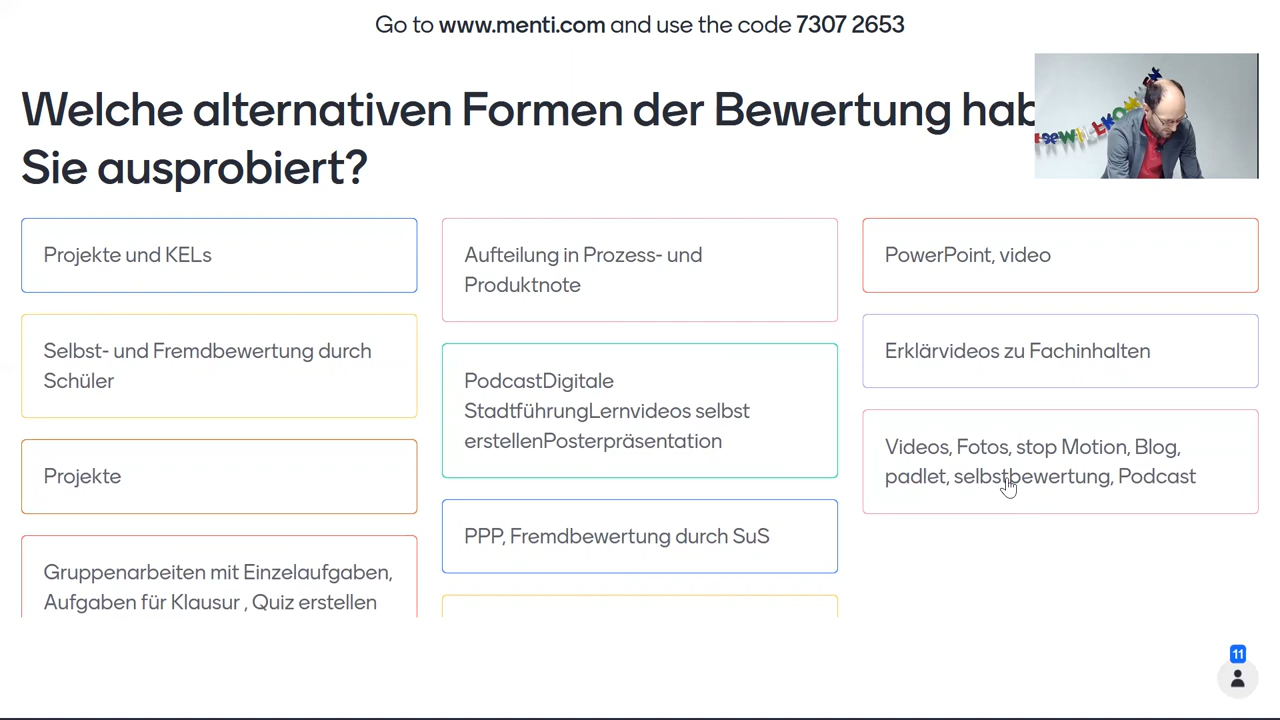 Go to www.menti.com and use the code 7307 2653
Welche alternativen Formen der Bewertung hab
Sie ausprobiert?
WILLKOMMEN
Projekte und KELs
Selbst- und Fremdbewertung durch
Schüler
Projekte
Gruppenarbeiten mit Einzelaufgaben,
Aufgaben für Klausur , Quiz erstellen
Aufteilung in Prozess- und
Produktnote
PodcastDigitale
StadtführungLernvideos selbst
erstellenPosterpräsentation
PPP, Fremdbewertung durch SuS
PowerPoint, video
Erklärvideos zu Fachinhalten
Videos, Fotos, stop Motion, Blog,
padlet, selbstbewertung, Podcast
11